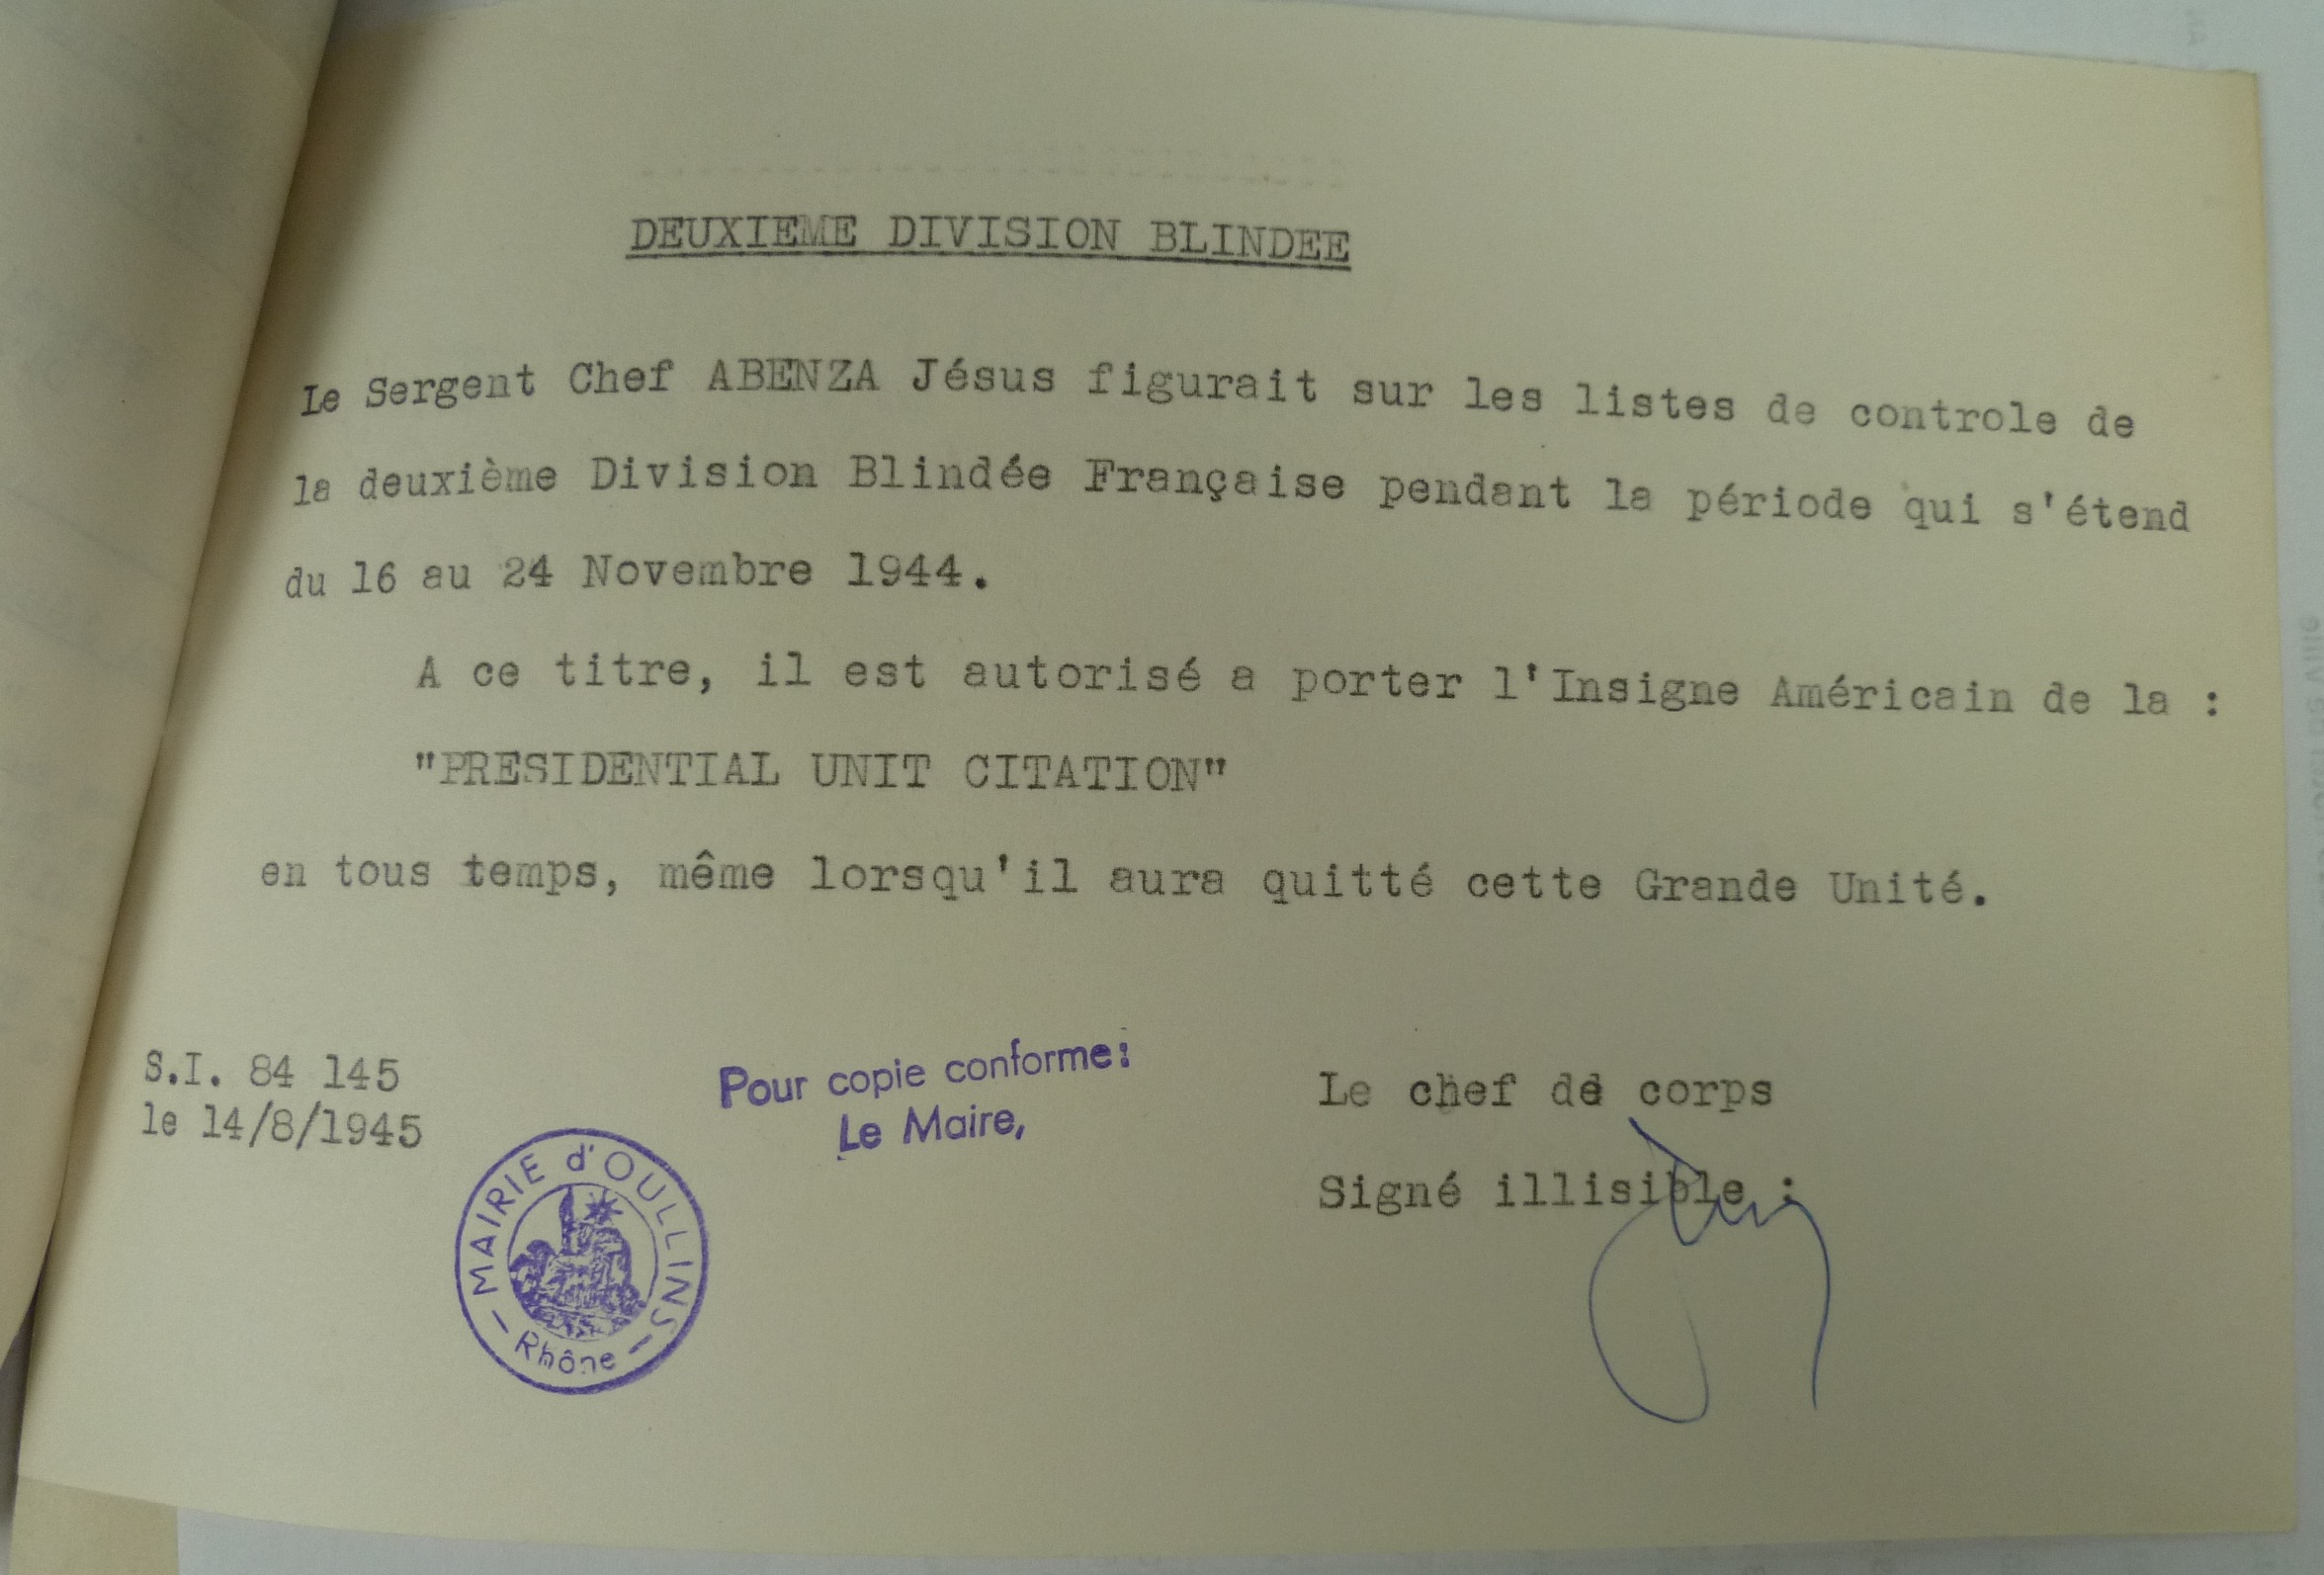 DEUXIEME DIVISION BLINDEE
Le Sergent Chef ABENZA Jésus figurait sur les listes de controle de
la deuxième Division Blindée Française pendant la période qui s'étend
du 16 au 24 Novembre 1944.
A ce titre, il est autorisé a porter l'Insigne Américain de la :
"PRESIDENTIAL UNIT CITATION"
en tous temps, même lorsqu'il aura quitté cette Grande Unité.
S.I. 84 145
le 14/8/1945
Pour copie conforme:
Le Maire,
MAIRIE d'OULLINS
- Rhône -
Le chef de corps
Signé illisible :